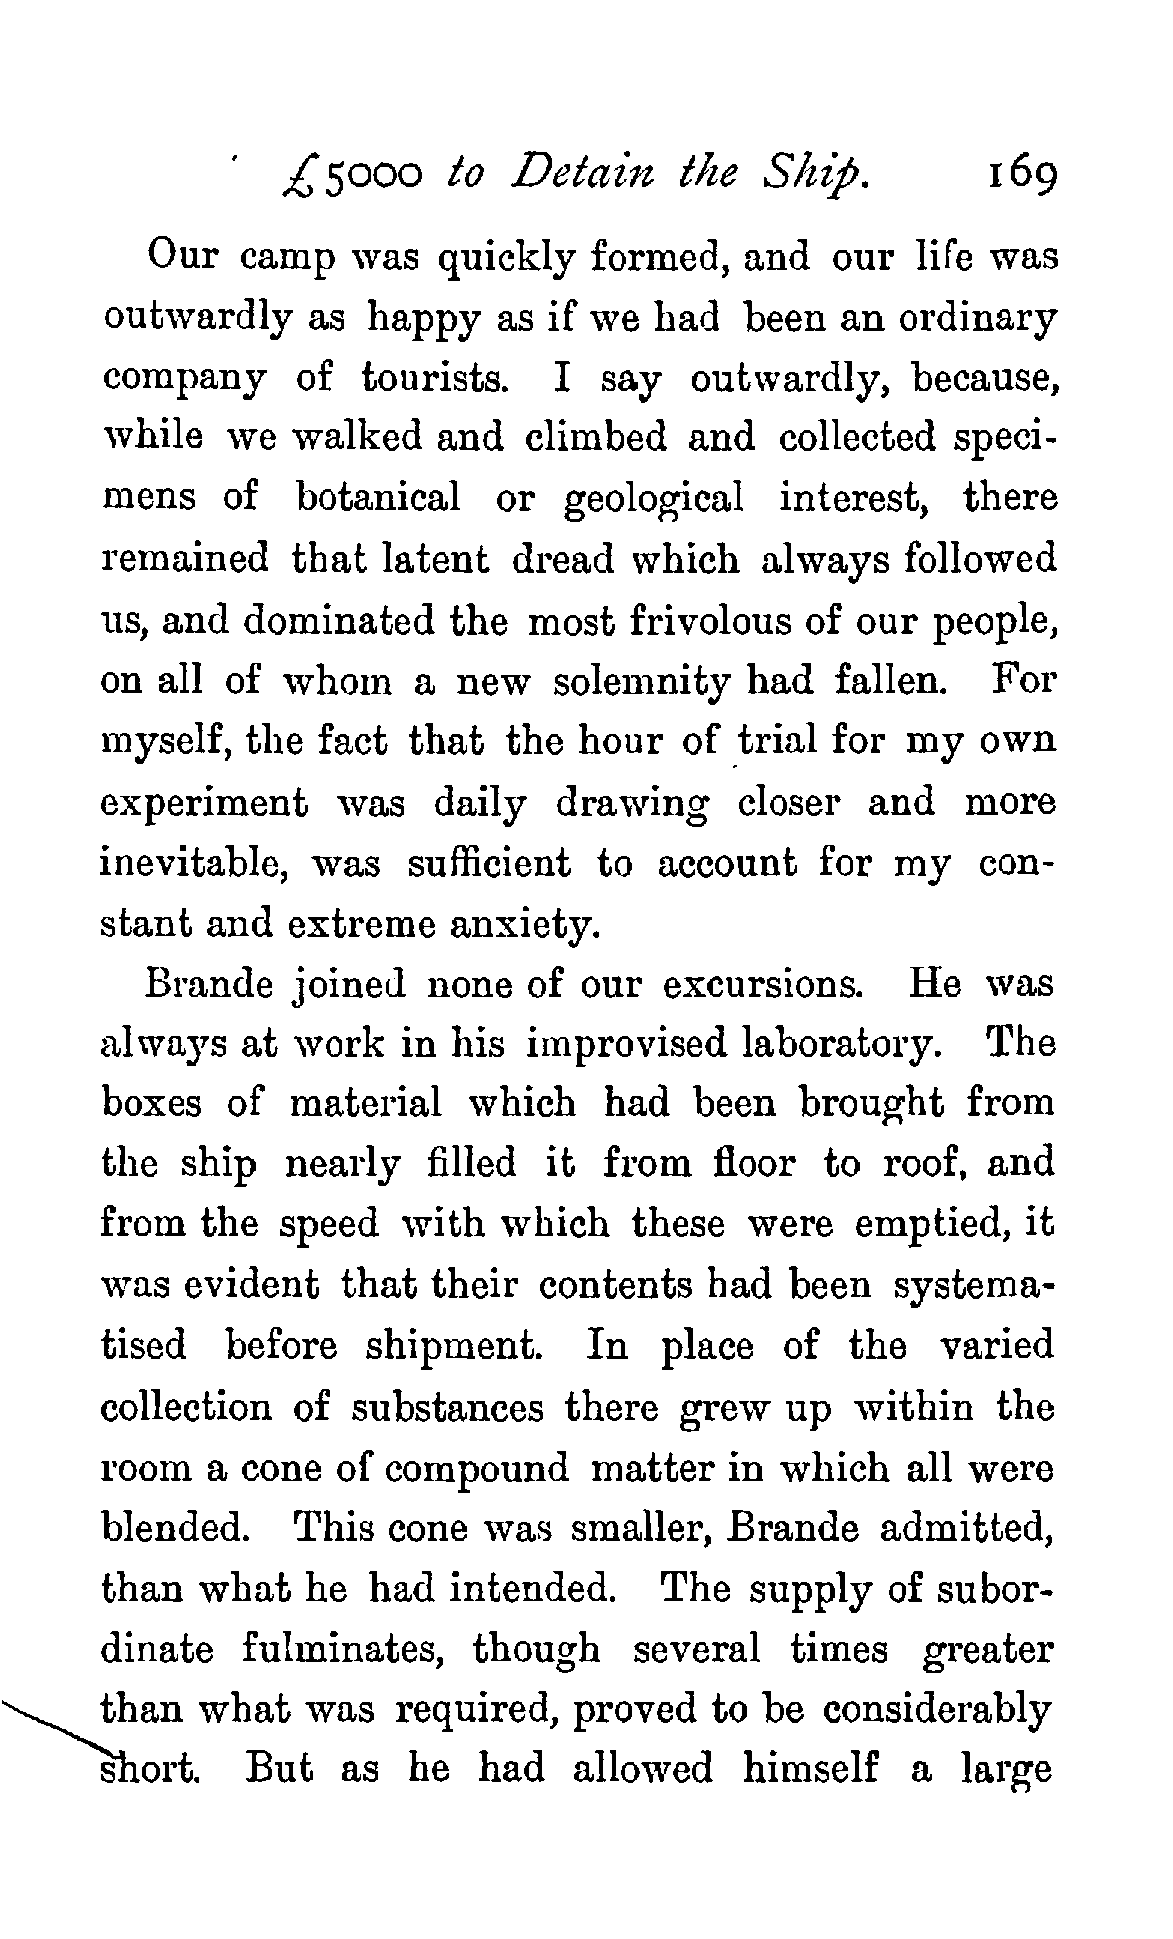 £5000 to Detain the Ship. 169
Our camp was quickly formed, and our life was
outwardly as happy as if we had been an ordinary
company of tourists. I say outwardly, because,
while we walked and climbed and collected speci-
mens of botanical or geological interest, there
remained that latent dread which always followed
us, and dominated the most frivolous of our people,
on all of whom a new solemnity had fallen. For
myself, the fact that the hour of trial for my own
experiment was daily drawing closer and more
inevitable, was sufficient to account for my con-
stant and extreme anxiety.
Brande joined none of our excursions. He was
always at work in his improvised laboratory. The
boxes of material which had been brought from
the ship nearly filled it from floor to roof, and
from the speed with which these were emptied, it
was evident that their contents had been systema-
tised before shipment. In place of the varied
collection of substances there grew up within the
room a cone of compound matter in which all were
blended. This cone was smaller, Brande admitted,
than what he had intended. The supply of subor-
dinate fulminates, though several times greater
than what was required, proved to be considerably
short. But as he had allowed himself a large